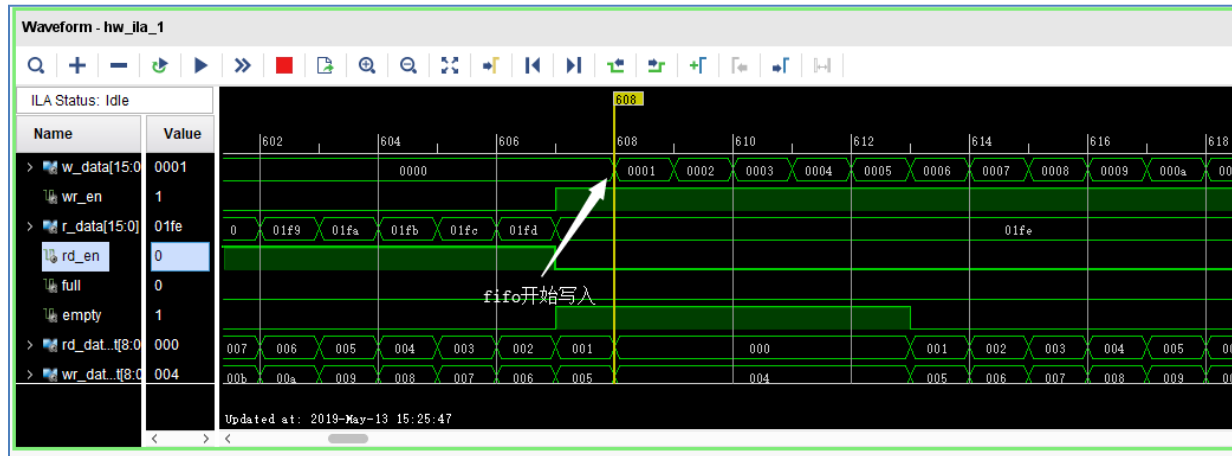 Waveform - hw_ila_1
ILA Status: Idle
608
Name Value
602 604 606 608 610 612 614 616 618
w_data[15:0 0001 0000 0001 0002 0003 0004 0005 0006 0007 0008 0009 000a 00
wr_en 1
r_data[15:0] 01fe 0 01f9 01fa 01fb 01fc 01fd 01fe
rd_en 0
full 0
fifo开始写入
empty 1
rd_dat...t[8:0 000 007 006 005 004 003 002 001 000 001 002 003 004 005
wr_dat...t[8:0 004 00b 00a 009 008 007 006 005 004 005 006 007 008 009
Updated at: 2019-May-13 15:25:47